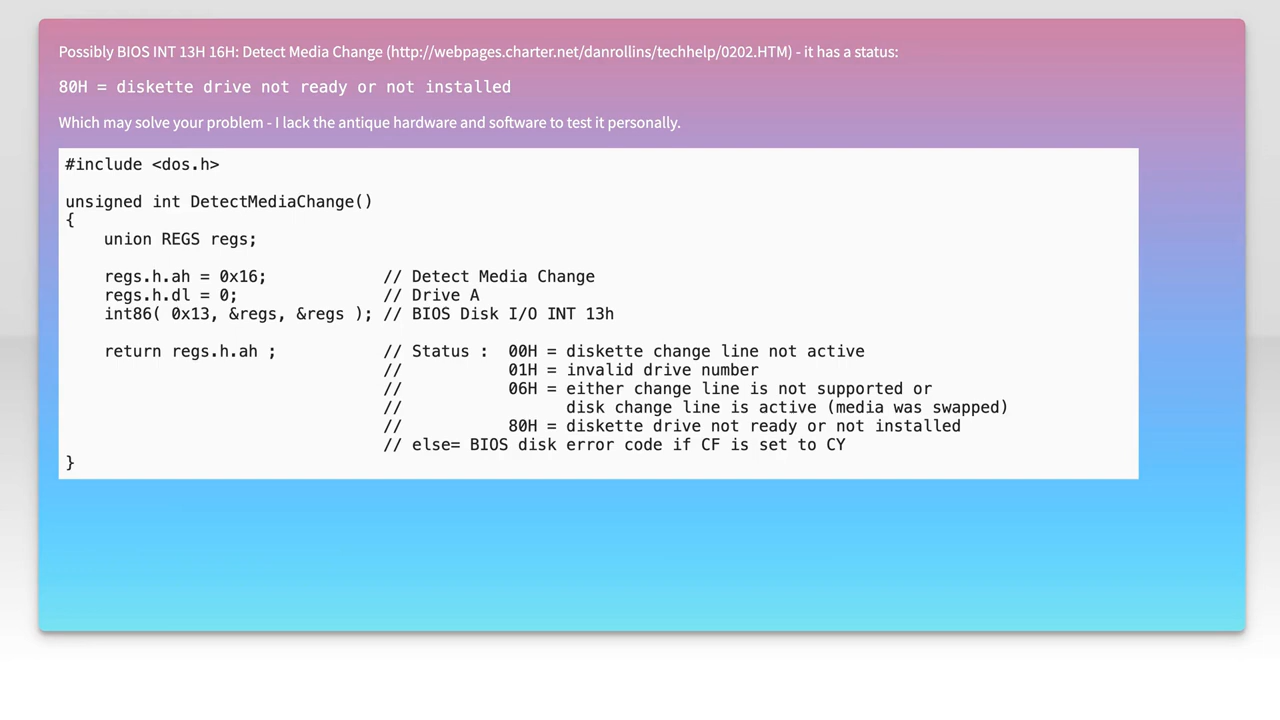 Possibly BIOS INT 13H 16H: Detect Media Change (http://webpages.charter.net/danrollins/techhelp/0202.HTM) - it has a status:
80H = diskette drive not ready or not installed
Which may solve your problem - I lack the antique hardware and software to test it personally.
#include <dos.h>
unsigned int DetectMediaChange()
{
    union REGS regs;
    regs.h.ah = 0x16;            // Detect Media Change
    regs.h.dl = 0;               // Drive A
    int86( 0x13, &regs, &regs ); // BIOS Disk I/O INT 13h
    return regs.h.ah ;           // Status :  00H = diskette change line not active
                                 //           01H = invalid drive number
                                 //           06H = either change line is not supported or
                                 //                 disk change line is active (media was swapped)
                                 //           80H = diskette drive not ready or not installed
                                 // else= BIOS disk error code if CF is set to CY
}